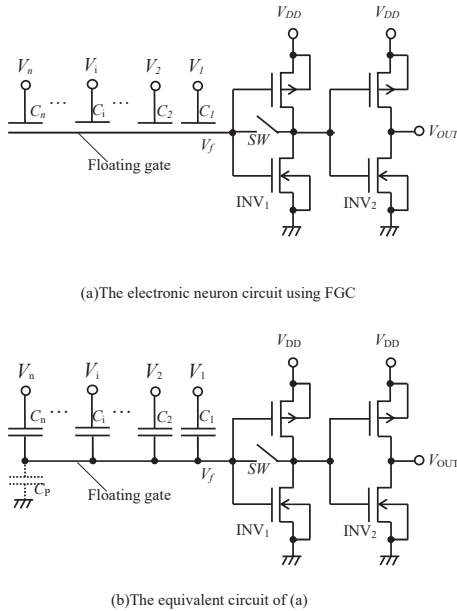 V_DD V_DD
V_n V_i V_2 V_1
C_n ... C_i ... C_2 C_1
V_f SW V_OUT
Floating gate
INV_1 INV_2
(a)The electronic neuron circuit using FGC
V_DD V_DD
V_n V_i V_2 V_1
C_n ... C_i ... C_2 C_1
V_f SW V_OUT
C_P
Floating gate
INV_1 INV_2
(b)The equivalent circuit of (a)